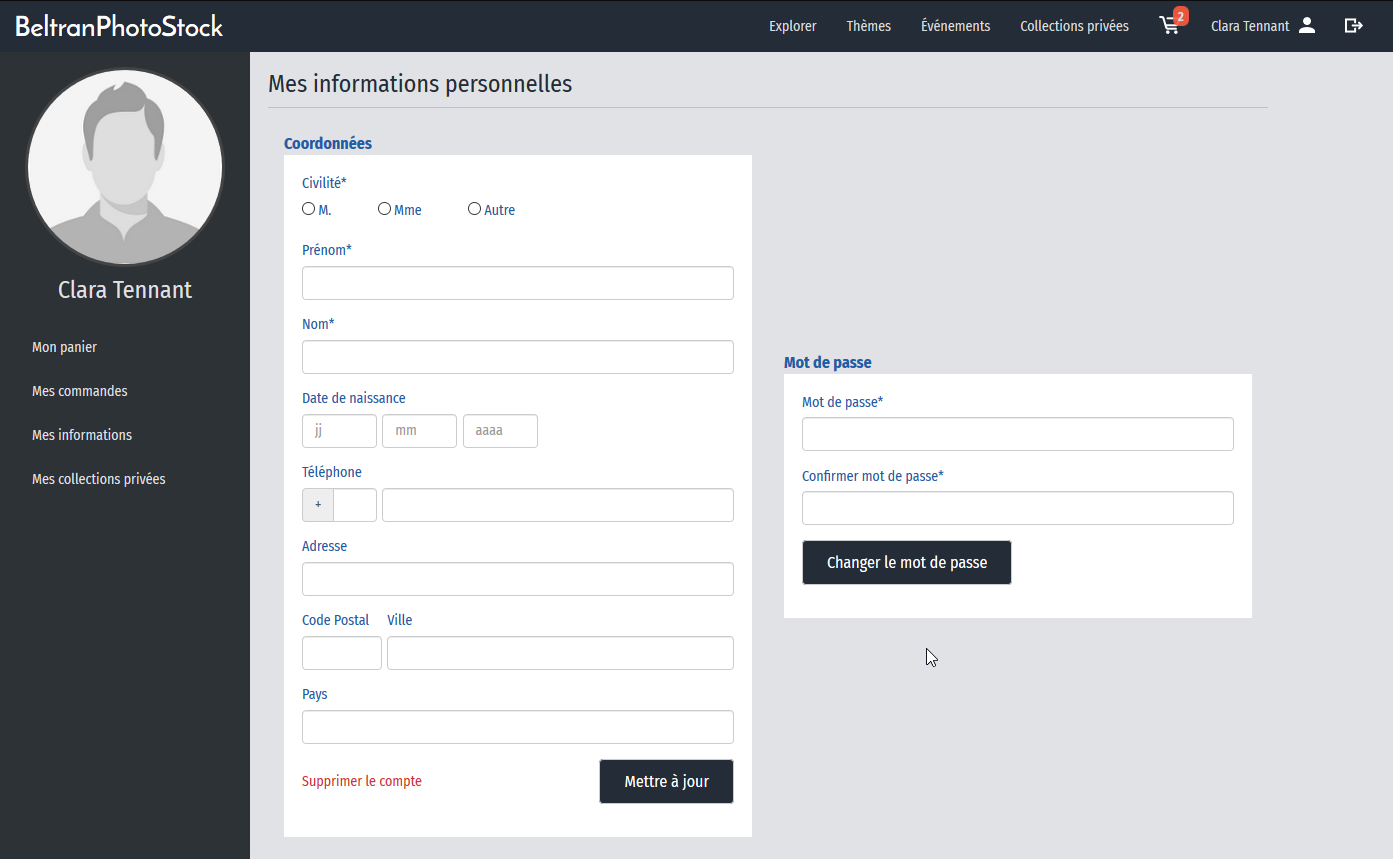 BeltranPhotoStock
Explorer
Thèmes
Événements
Collections privées
2
Clara Tennant
Clara Tennant
Mon panier
Mes commandes
Mes informations
Mes collections privées
Mes informations personnelles
Coordonnées
Civilité*
M. Mme Autre
Prénom*
Nom*
Date de naissance
jj mm aaaa
Téléphone
+
Adresse
Code Postal Ville
Pays
Supprimer le compte
Mettre à jour
Mot de passe
Mot de passe*
Confirmer mot de passe*
Changer le mot de passe